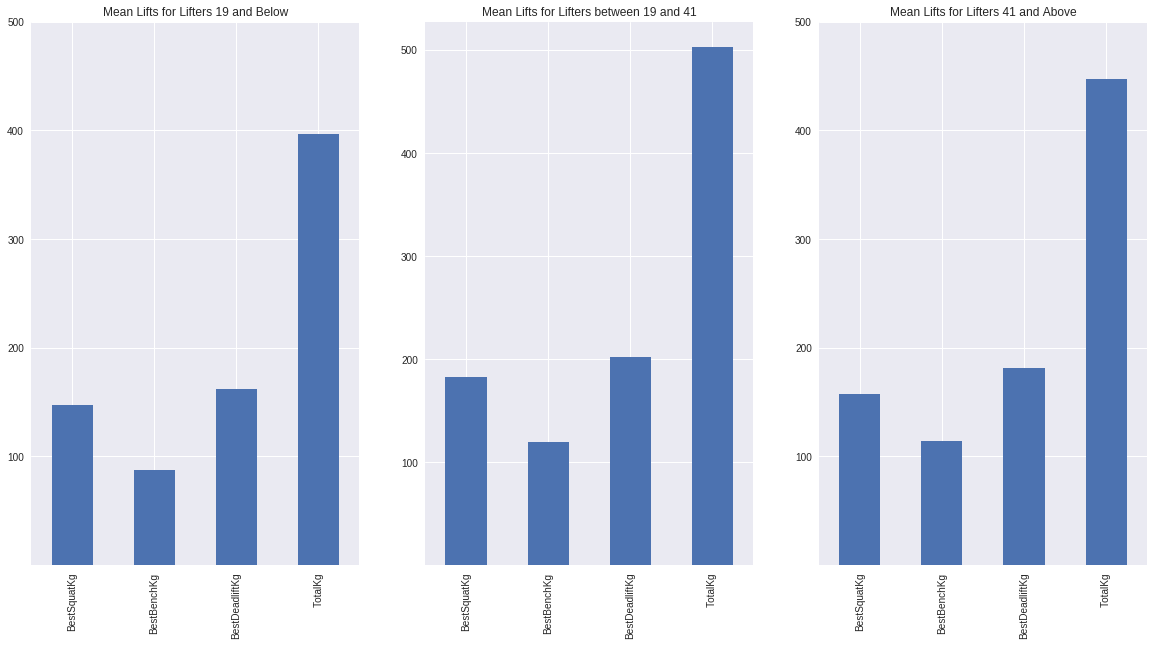 Mean Lifts for Lifters 19 and Below
500
400
300
200
100
BestSquatKg
BestBenchKg
BestDeadliftKg
TotalKg
Mean Lifts for Lifters between 19 and 41
500
400
300
200
100
BestSquatKg
BestBenchKg
BestDeadliftKg
TotalKg
Mean Lifts for Lifters 41 and Above
500
400
300
200
100
BestSquatKg
BestBenchKg
BestDeadliftKg
TotalKg